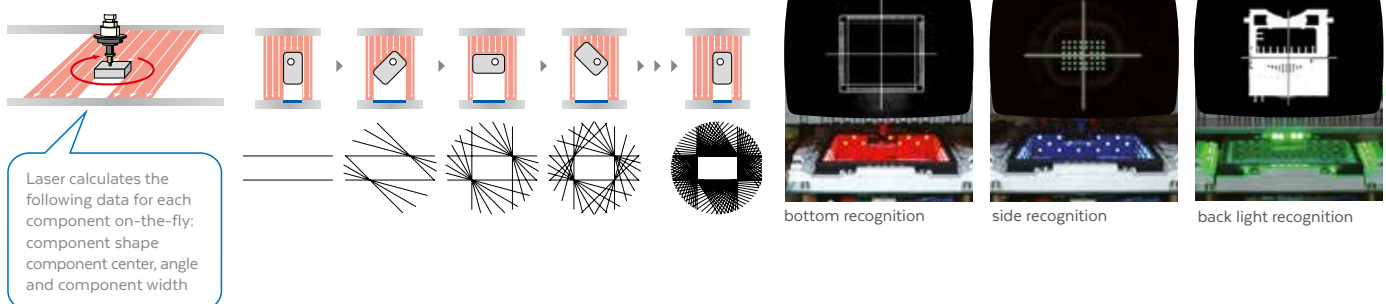 Laser calculates the
following data for each
component on-the-fly:
component shape
component center, angle
and component width
bottom recognition
side recognition
back light recognition